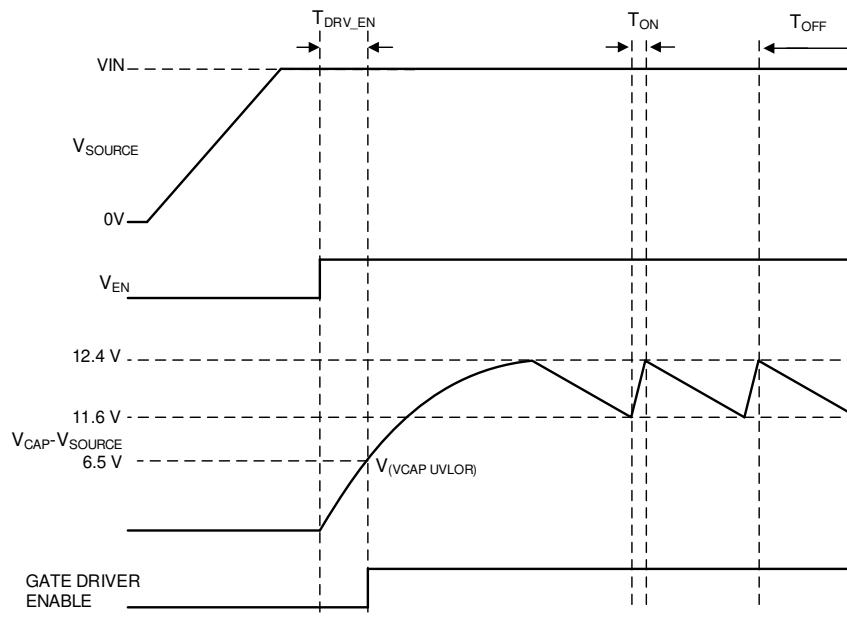 T_DRV_EN
T_ON
T_OFF
VIN
V_SOURCE
0V
V_EN
12.4 V
11.6 V
V_CAP-V_SOURCE
6.5 V
V_(VCAP UVLOR)
GATE DRIVER
ENABLE